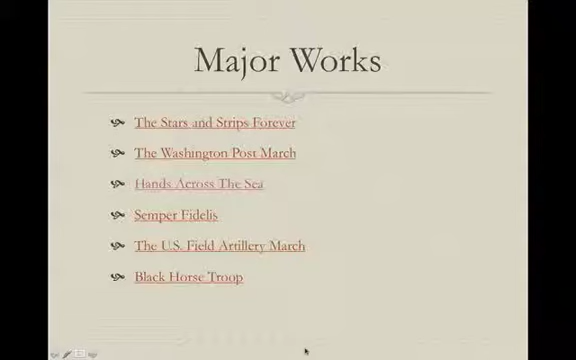 Major Works
The Stars and Strips Forever
The Washington Post March
Hands Across The Sea
Semper Fidelis
The U.S. Field Artillery March
Black Horse Troop